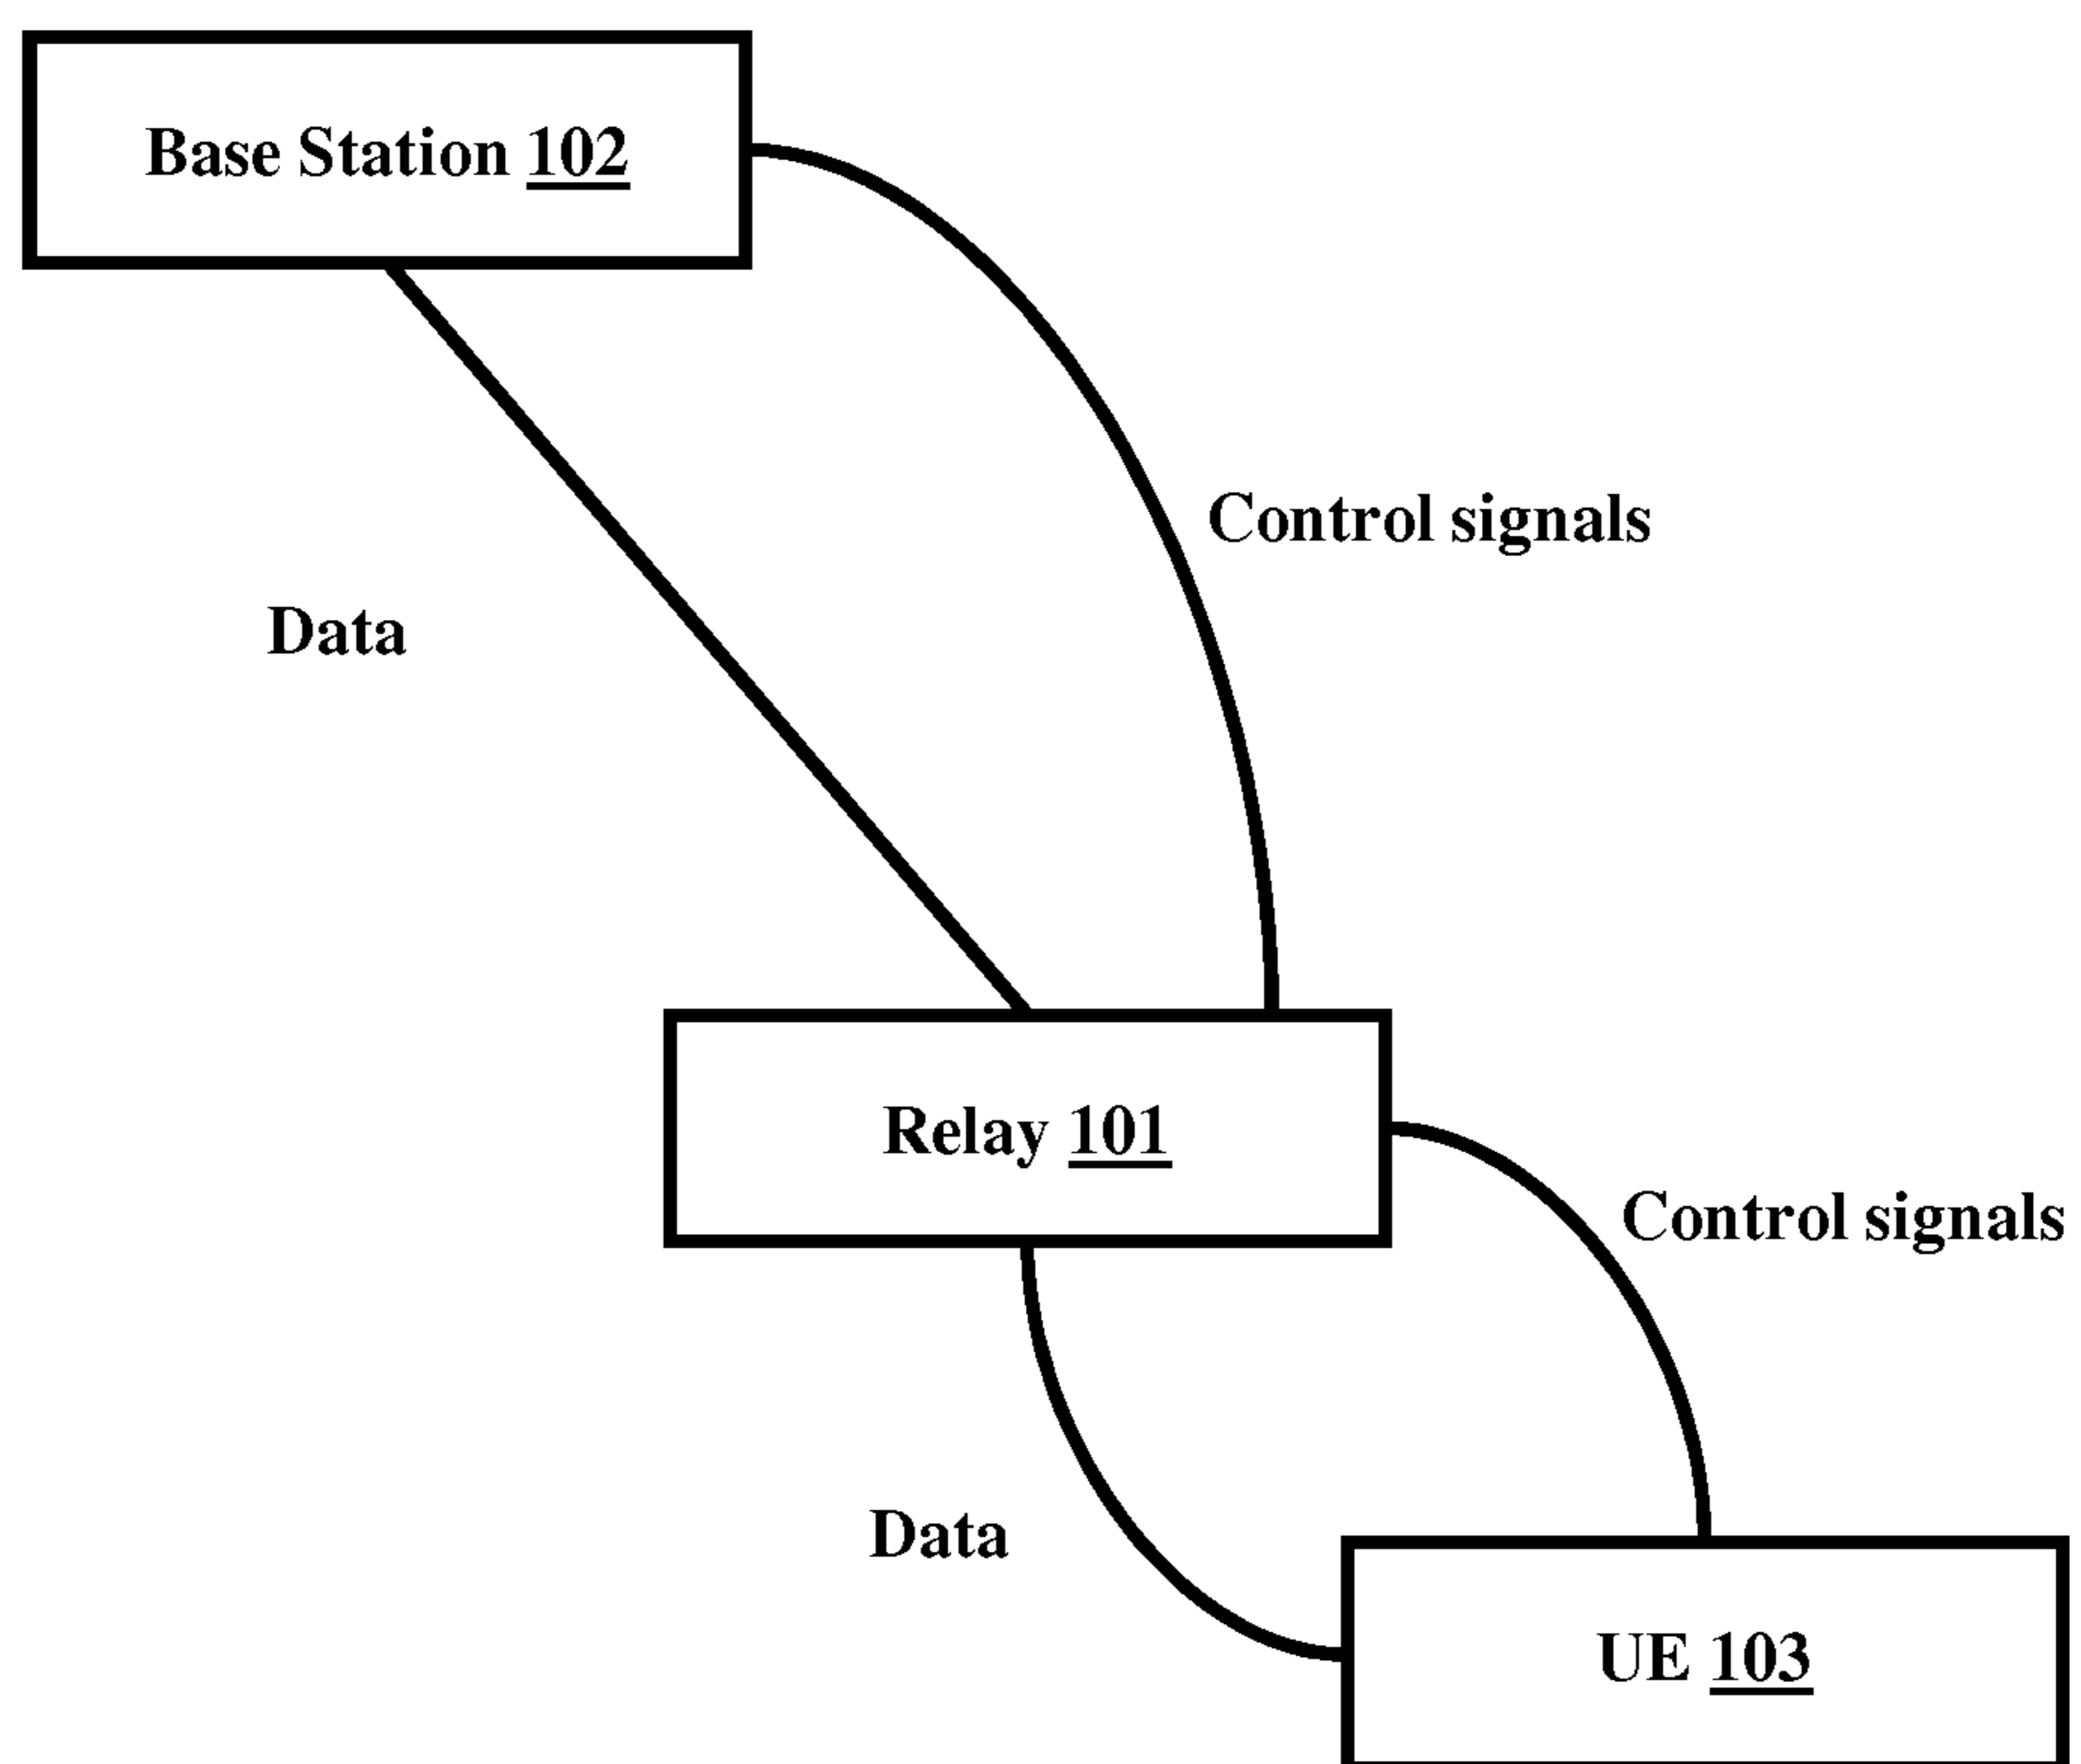 Base Station 102
Control signals
Data
Relay 101
Control signals
Data
UE 103